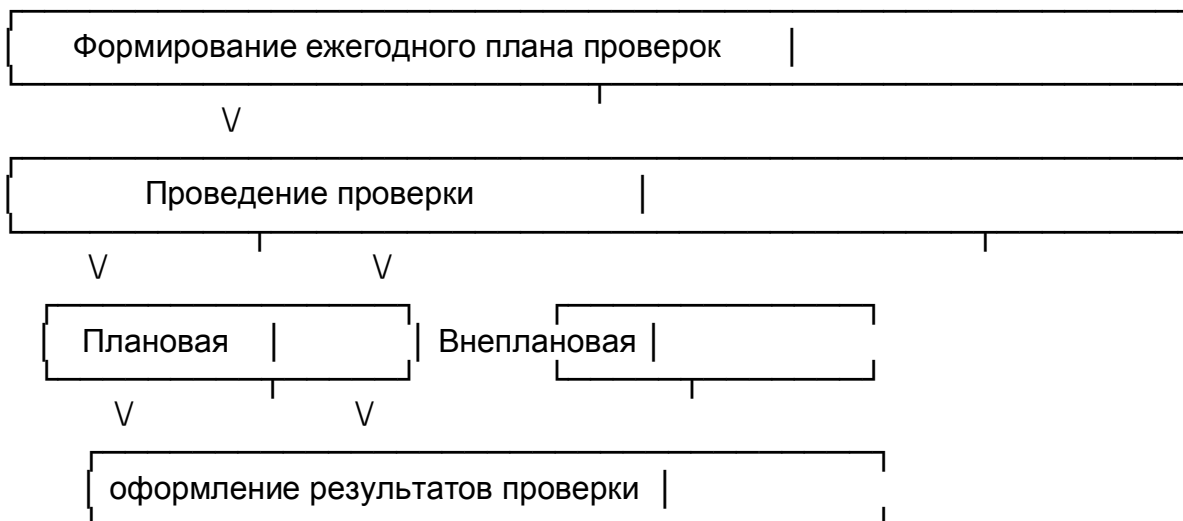 Формирование ежегодного плана проверок
\/
Проведение проверки
\/ \/
Плановая Внеплановая
\/ \/
оформление результатов проверки